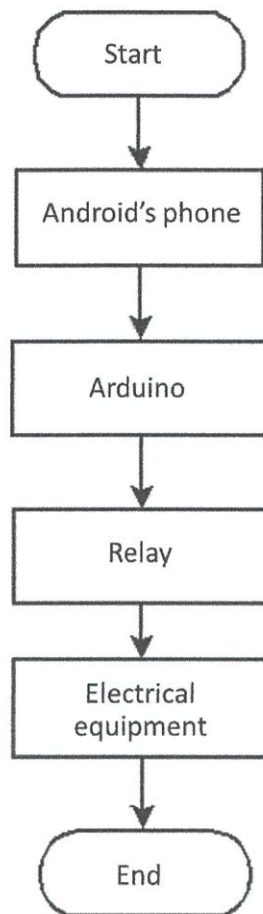 Start
Android's phone
Arduino
Relay
Electrical
equipment
End